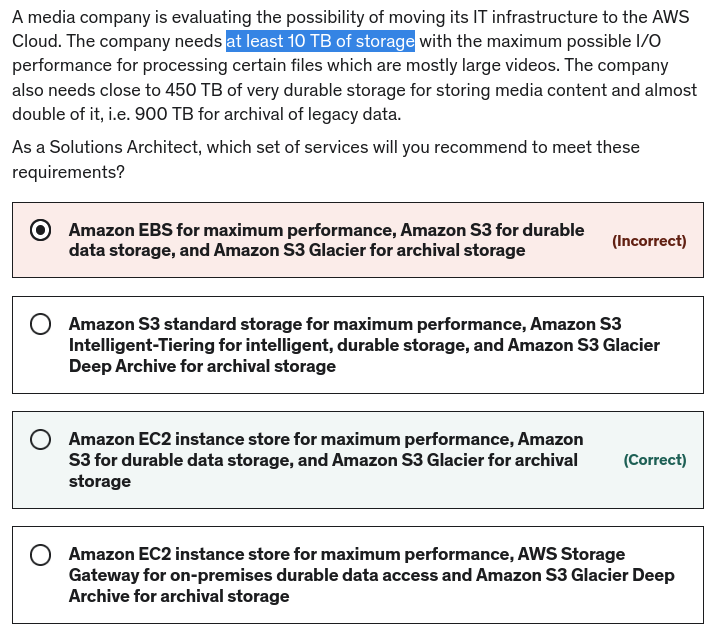 A media company is evaluating the possibility of moving its IT infrastructure to the AWS
Cloud. The company needs at least 10 TB of storage with the maximum possible I/O
performance for processing certain files which are mostly large videos. The company
also needs close to 450 TB of very durable storage for storing media content and almost
double of it, i.e. 900 TB for archival of legacy data.
As a Solutions Architect, which set of services will you recommend to meet these
requirements?
Amazon EBS for maximum performance, Amazon S3 for durable
data storage, and Amazon S3 Glacier for archival storage
(Incorrect)
Amazon S3 standard storage for maximum performance, Amazon S3
Intelligent-Tiering for intelligent, durable storage, and Amazon S3 Glacier
Deep Archive for archival storage
Amazon EC2 instance store for maximum performance, Amazon
S3 for durable data storage, and Amazon S3 Glacier for archival
storage
(Correct)
Amazon EC2 instance store for maximum performance, AWS Storage
Gateway for on-premises durable data access and Amazon S3 Glacier Deep
Archive for archival storage